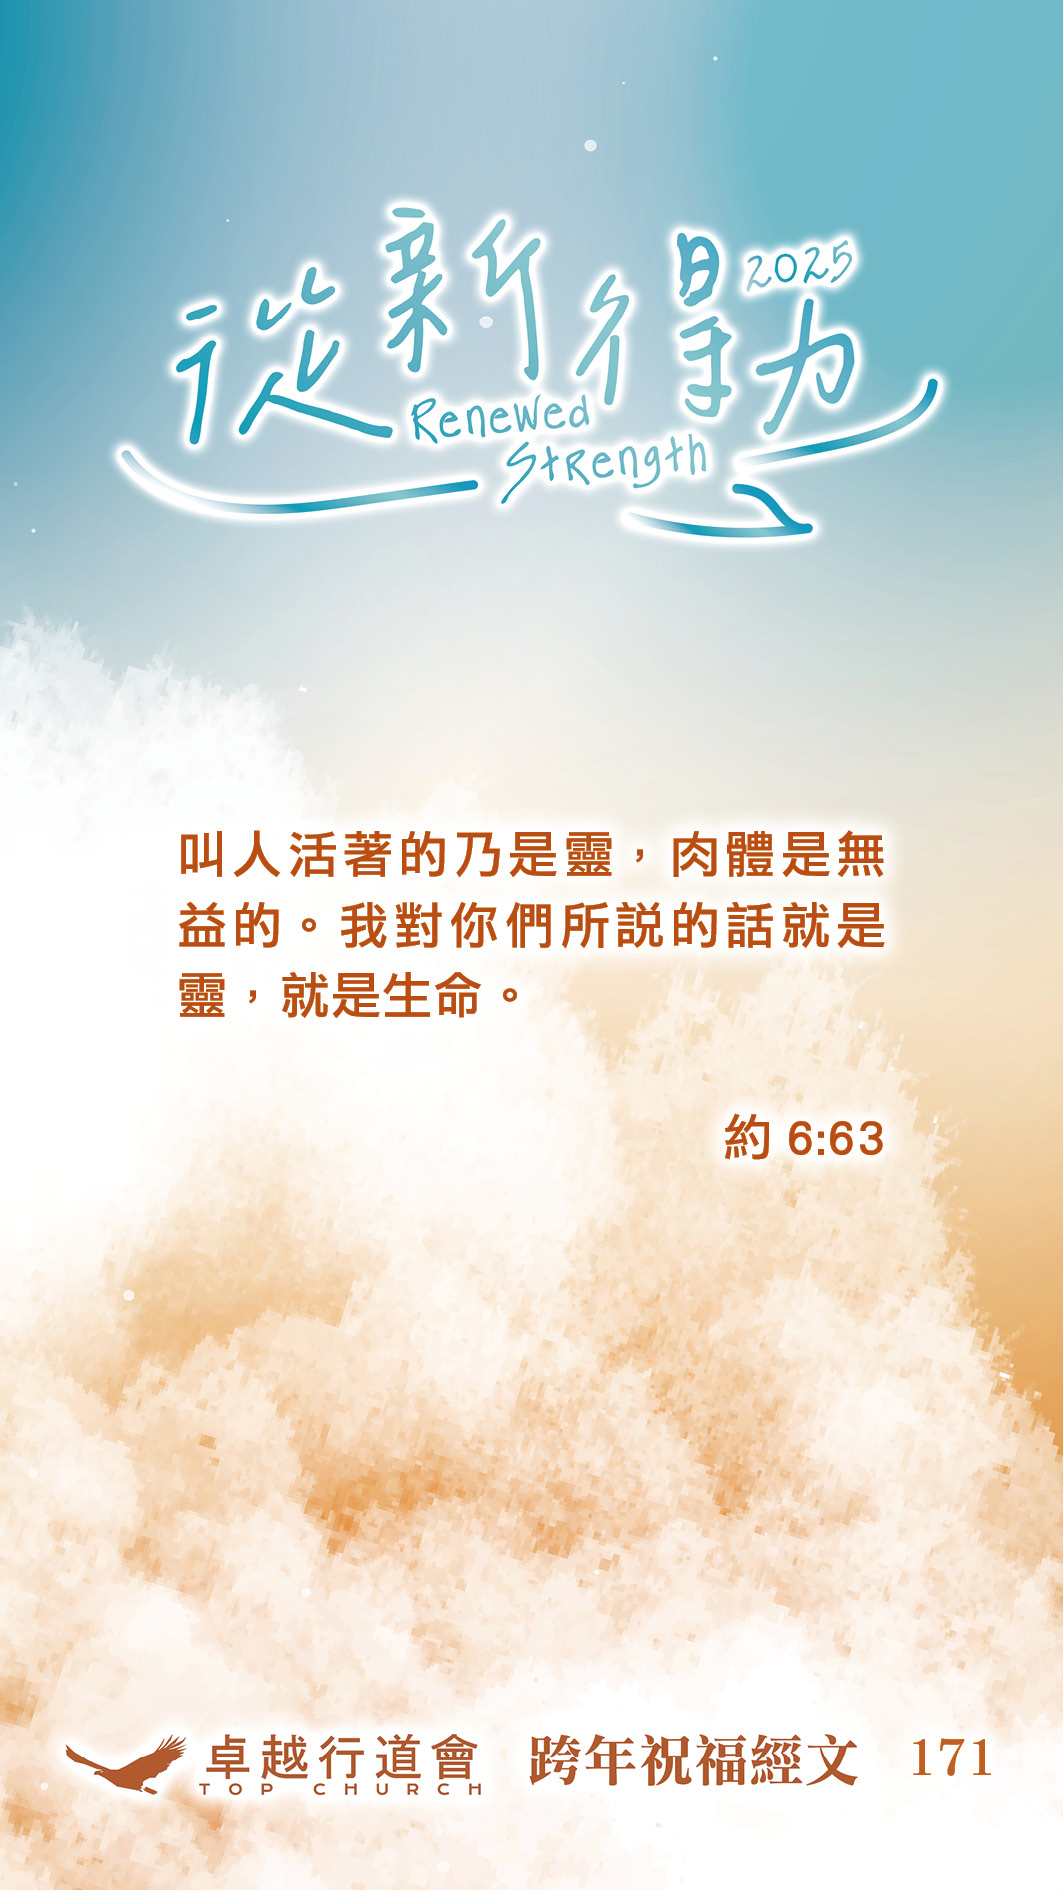 從新得力 2025
Renewed
Strength
叫人活著的乃是靈，肉體是無
益的。我對你們所說的話就是
靈，就是生命。
約 6:63
卓越行道會 跨年祝福經文 171
TOP CHURCH